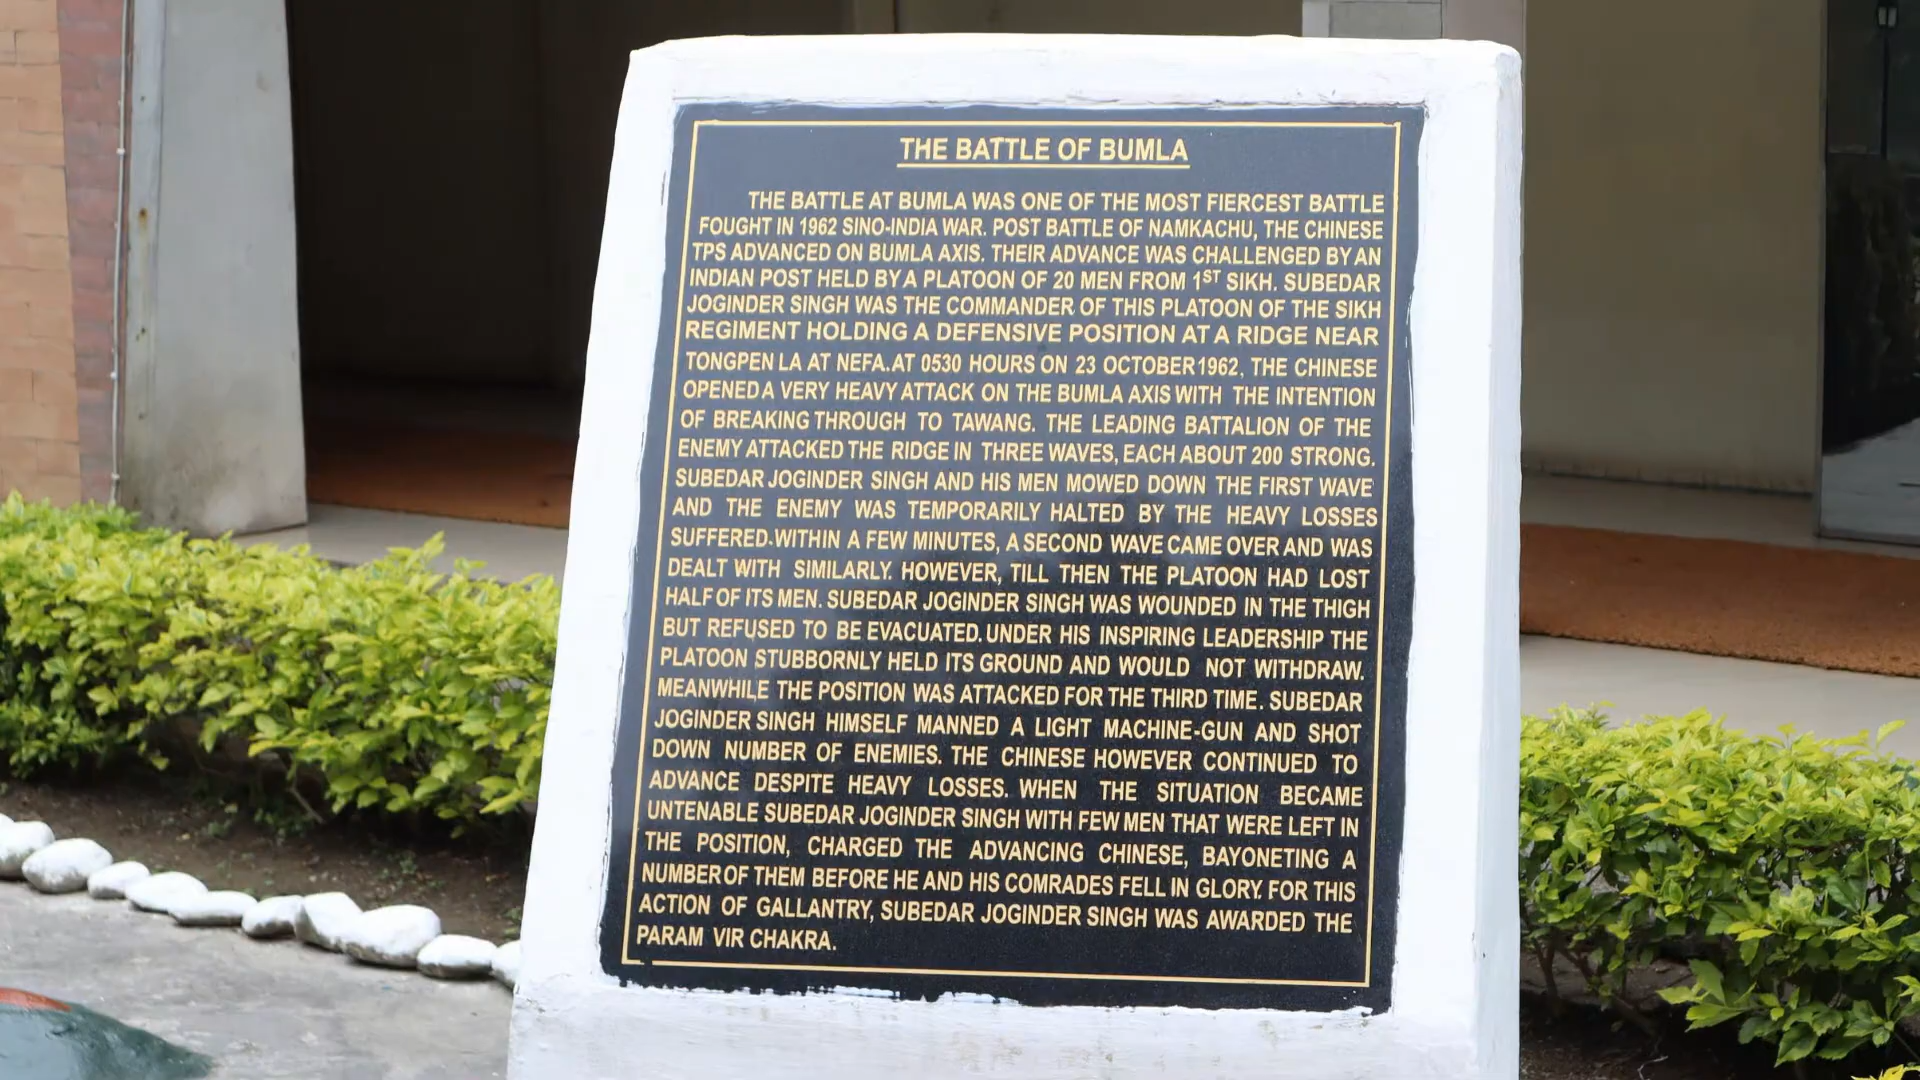 THE BATTLE OF BUMLA
THE BATTLE AT BUMLA WAS ONE OF THE MOST FIERCEST BATTLE
FOUGHT IN 1962 SINO-INDIA WAR. POST BATTLE OF NAMKACHU, THE CHINESE
TPS ADVANCED ON BUMLA AXIS. THEIR ADVANCE WAS CHALLENGED BY AN
INDIAN POST HELD BY A PLATOON OF 20 MEN FROM 1ST SIKH. SUBEDAR
JOGINDER SINGH WAS THE COMMANDER OF THIS PLATOON OF THE SIKH
REGIMENT HOLDING A DEFENSIVE POSITION AT A RIDGE NEAR
TONGPEN LA AT NEFA. AT 0530 HOURS ON 23 OCTOBER 1962, THE CHINESE
OPENED A VERY HEAVY ATTACK ON THE BUMLA AXIS WITH THE INTENTION
OF BREAKING THROUGH TO TAWANG. THE LEADING BATTALION OF THE
ENEMY ATTACKED THE RIDGE IN THREE WAVES, EACH ABOUT 200 STRONG.
SUBEDAR JOGINDER SINGH AND HIS MEN MOWED DOWN THE FIRST WAVE
AND THE ENEMY WAS TEMPORARILY HALTED BY THE HEAVY LOSSES
SUFFERED. WITHIN A FEW MINUTES, A SECOND WAVE CAME OVER AND WAS
DEALT WITH SIMILARLY. HOWEVER, TILL THEN THE PLATOON HAD LOST
HALF OF ITS MEN. SUBEDAR JOGINDER SINGH WAS WOUNDED IN THE THIGH
BUT REFUSED TO BE EVACUATED. UNDER HIS INSPIRING LEADERSHIP THE
PLATOON STUBBORNLY HELD ITS GROUND AND WOULD NOT WITHDRAW.
MEANWHILE THE POSITION WAS ATTACKED FOR THE THIRD TIME. SUBEDAR
JOGINDER SINGH HIMSELF MANNED A LIGHT MACHINE-GUN AND SHOT
DOWN NUMBER OF ENEMIES. THE CHINESE HOWEVER CONTINUED TO
ADVANCE DESPITE HEAVY LOSSES. WHEN THE SITUATION BECAME
UNTENABLE SUBEDAR JOGINDER SINGH WITH FEW MEN THAT WERE LEFT IN
THE POSITION, CHARGED THE ADVANCING CHINESE, BAYONETING A
NUMBER OF THEM BEFORE HE AND HIS COMRADES FELL IN GLORY. FOR THIS
ACTION OF GALLANTRY, SUBEDAR JOGINDER SINGH WAS AWARDED THE
PARAM VIR CHAKRA.